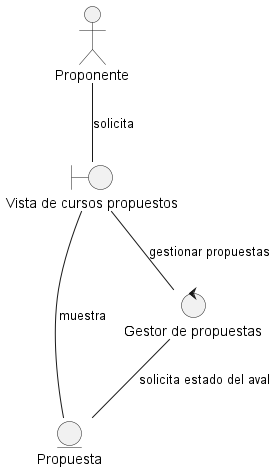 Proponente
solicita
Vista de cursos propuestos
gestionar propuestas
muestra
Gestor de propuestas
solicita estado del aval
Propuesta